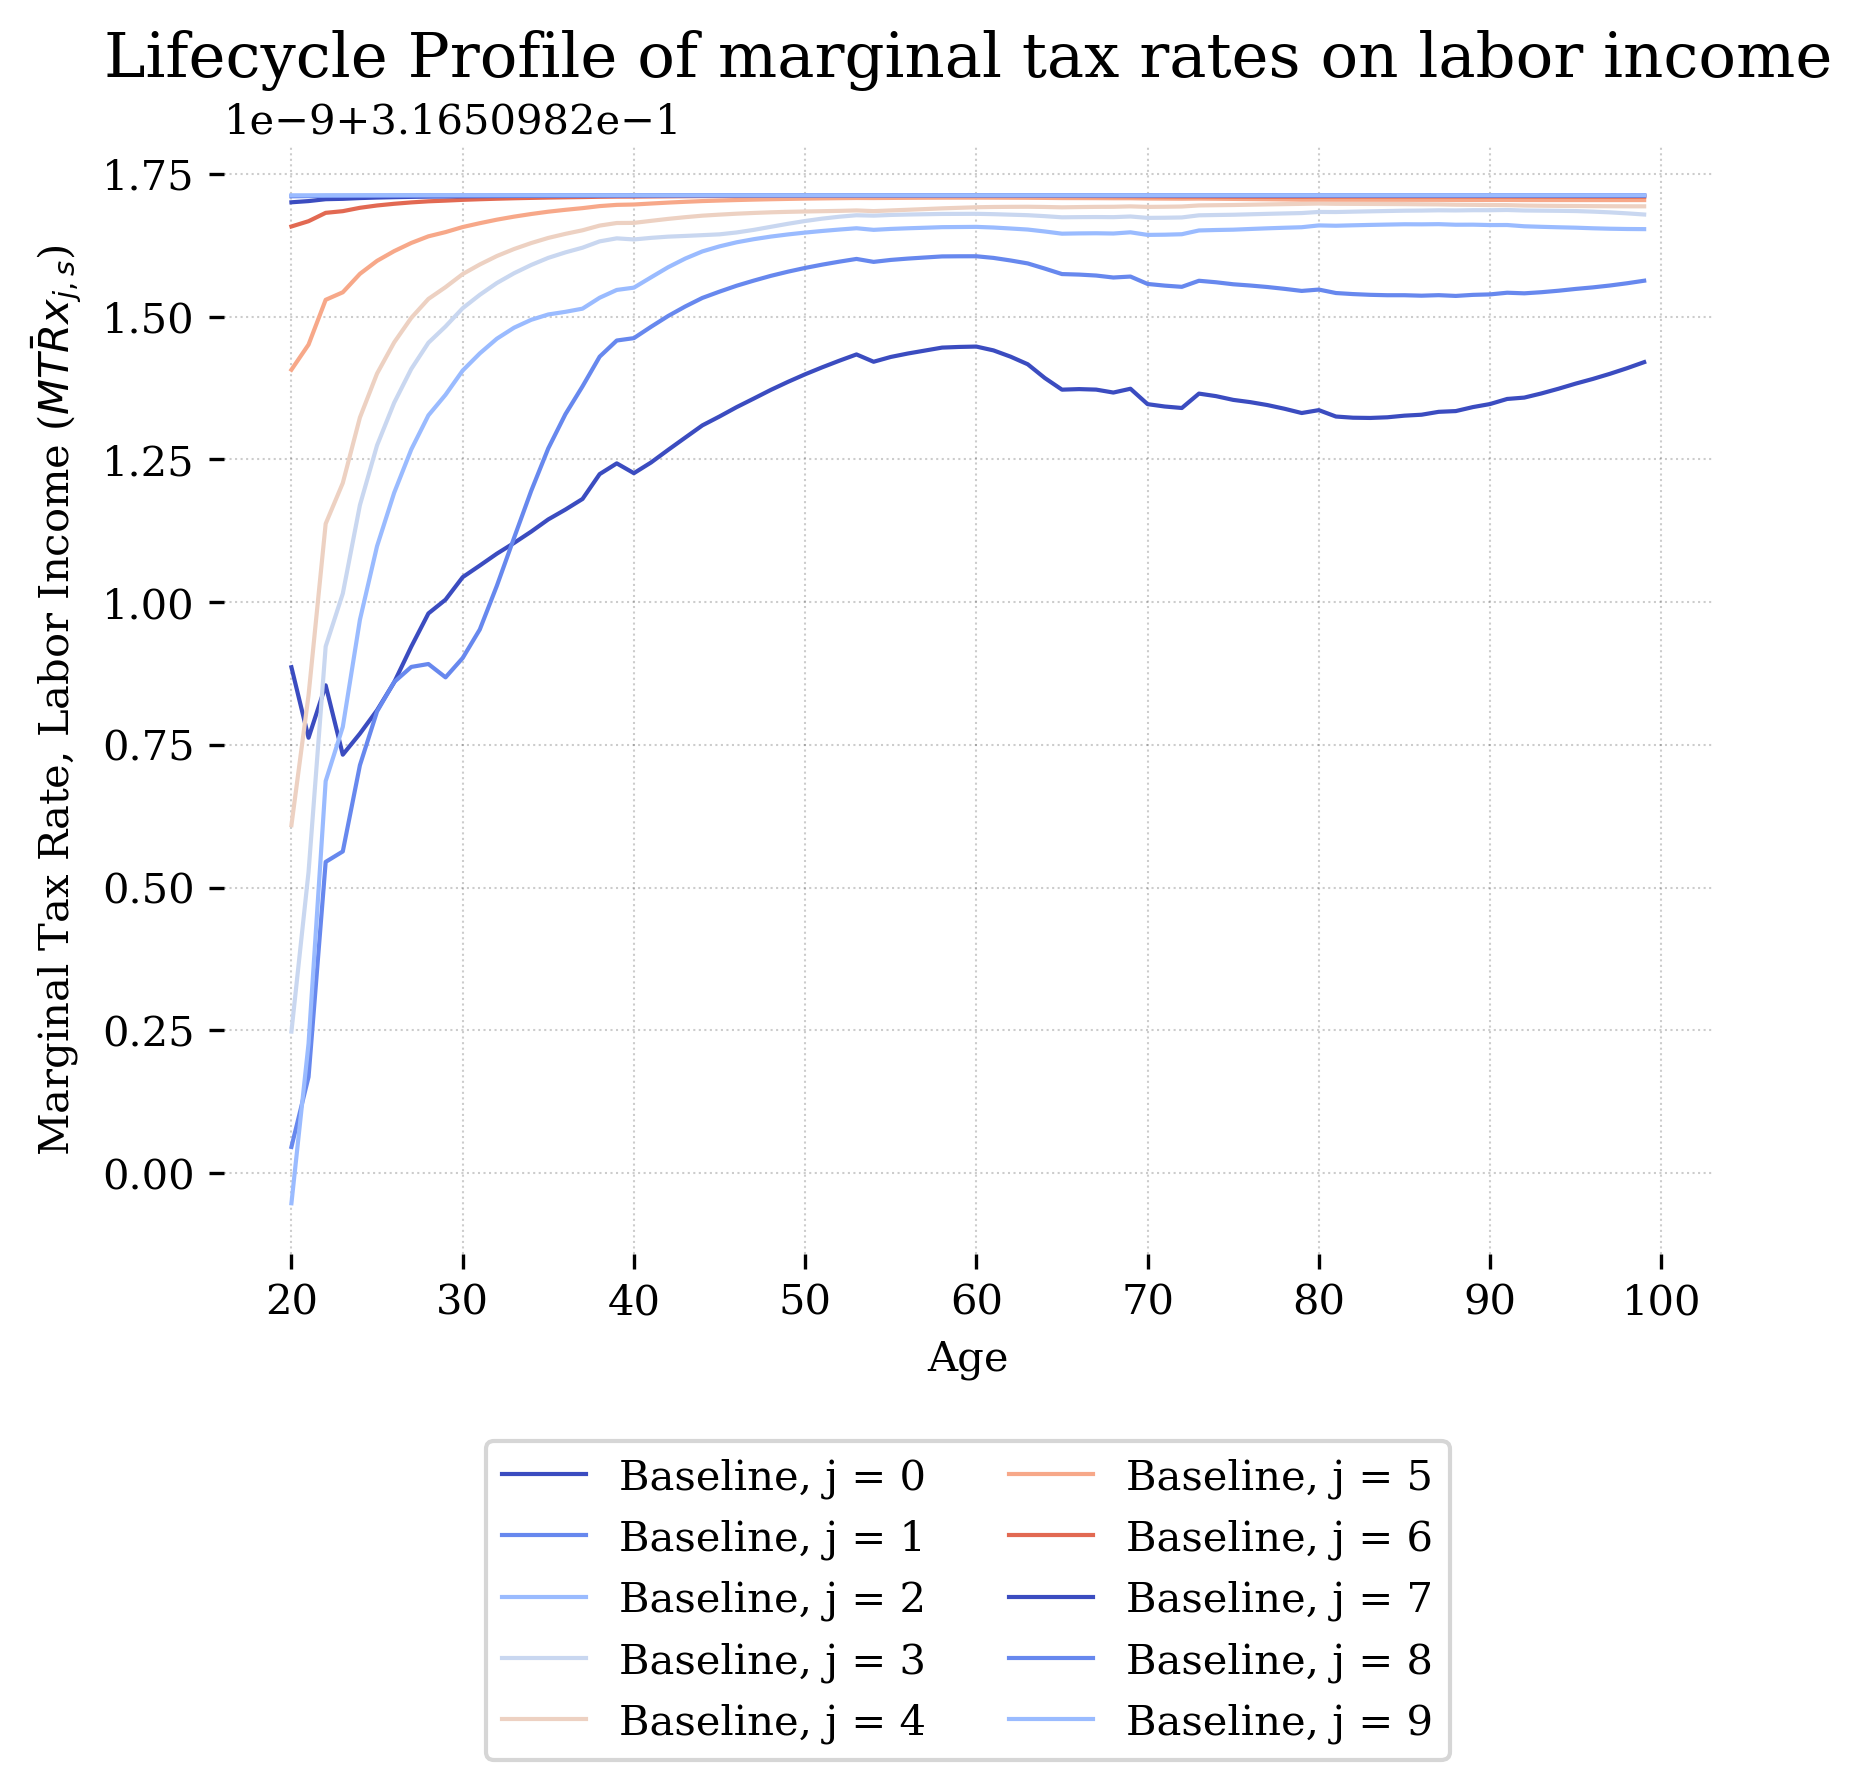 Lifecycle Profile of marginal tax rates on labor income
1e−9+3.1650982e−1
Marginal Tax Rate, Labor Income (MTR̄x_{j,s})
1.75
1.50
1.25
1.00
0.75
0.50
0.25
0.00
20 30 40 50 60 70 80 90 100
Age
Baseline, j = 0
Baseline, j = 1
Baseline, j = 2
Baseline, j = 3
Baseline, j = 4
Baseline, j = 5
Baseline, j = 6
Baseline, j = 7
Baseline, j = 8
Baseline, j = 9